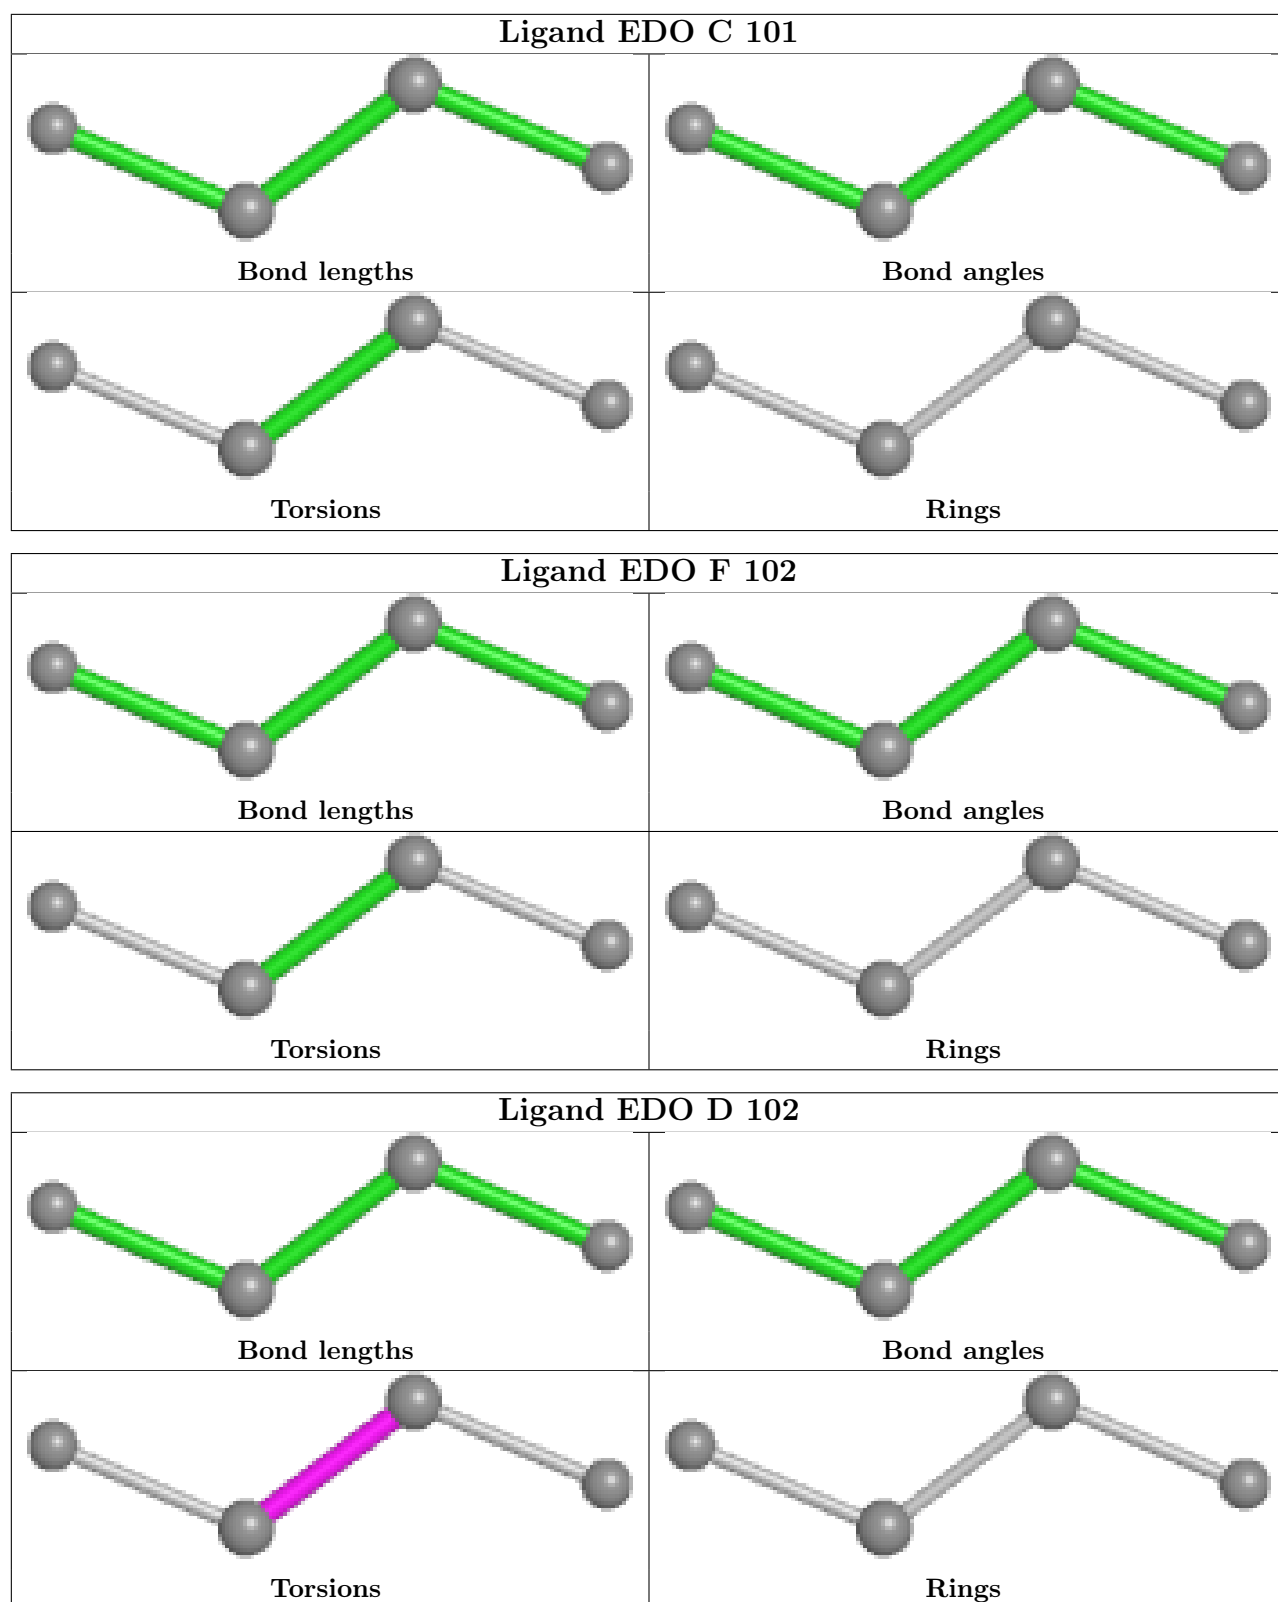 Ligand EDO C 101
Bond lengths
Bond angles
Torsions
Rings
Ligand EDO F 102
Bond lengths
Bond angles
Torsions
Rings
Ligand EDO D 102
Bond lengths
Bond angles
Torsions
Rings